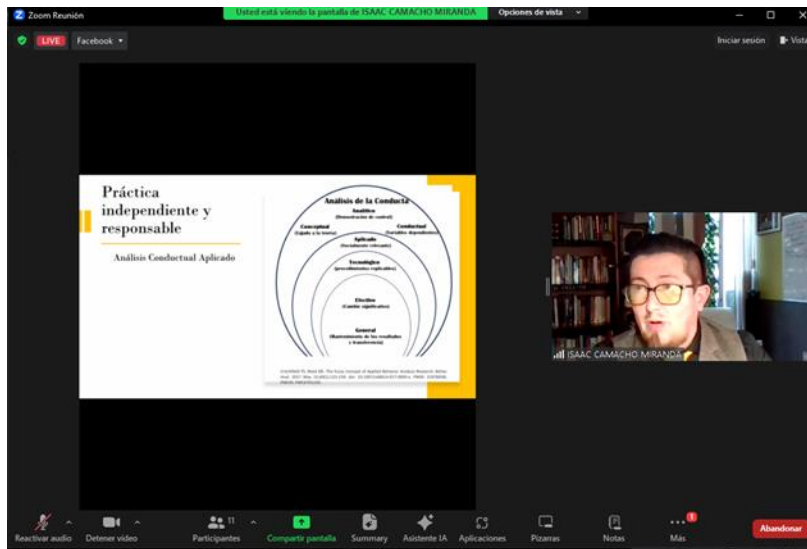 Zoom Reunión
Usted está viendo la pantalla de ISAAC CAMACHO MIRANDA
Opciones de vista
LIVE
Facebook
Iniciar sesión
Vista
Práctica
independiente y
responsable
Análisis Conductual Aplicado
Análisis de la Conducta
Analítico
(Demostración de control)
Conceptual
(Ligado a la teoría)
Conductual
(Variables dependientes)
Aplicado
(Socialmente relevante)
Tecnológico
(procedimientos replicables)
Efectivo
(Cambio significativo)
General
(Mantenimiento de los resultados
y transferencia)
ISAAC CAMACHO MIRANDA
Reactivar audio
Detener video
11
Participantes
Compartir pantalla
Summary
Asistente IA
Aplicaciones
Pizarras
Notas
1
Más
Abandonar